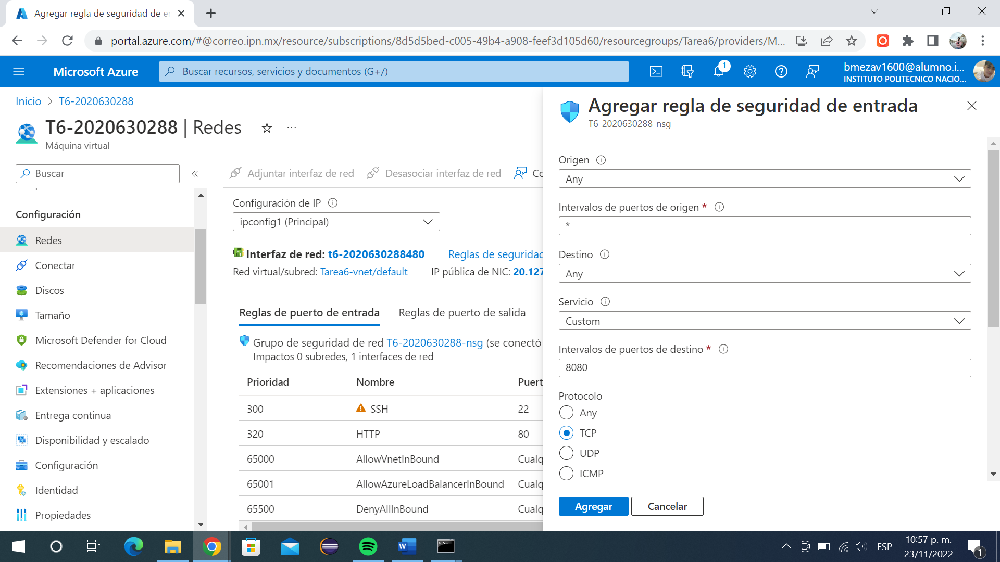 Agregar regla de seguridad de er
portal.azure.com/#@correo.ipn.mx/resource/subscriptions/8d5d5bed-c005-49b4-a908-feef3d105d60/resourcegroups/Tarea6/providers/M...
Microsoft Azure
Buscar recursos, servicios y documentos (G+/)
1
bmezav1600@alumno.i...
INSTITUTO POLITECNICO NACIO...
Inicio > T6-2020630288
T6-2020630288 | Redes
...
Máquina virtual
Buscar
«
Configuración
Redes
Conectar
Discos
Tamaño
Microsoft Defender for Cloud
Recomendaciones de Advisor
Extensiones + aplicaciones
Entrega continua
Disponibilidad y escalado
Configuración
Identidad
Propiedades
Adjuntar interfaz de red
Desasociar interfaz de red
Co
Configuración de IP
ipconfig1 (Principal)
Interfaz de red: t6-2020630288480
Reglas de seguridad
Red virtual/subred: Tarea6-vnet/default
IP pública de NIC: 20.127
Reglas de puerto de entrada
Reglas de puerto de salida
Grupo de seguridad de red T6-2020630288-nsg (se conectó
Impactos 0 subredes, 1 interfaces de red
Prioridad Nombre Puert
300 SSH 22
320 HTTP 80
65000 AllowVnetInBound Cualq
65001 AllowAzureLoadBalancerInBound Cualq
65500 DenyAllInBound Cualq
Agregar regla de seguridad de entrada
T6-2020630288-nsg
Origen
Any
Intervalos de puertos de origen *
*
Destino
Any
Servicio
Custom
Intervalos de puertos de destino *
8080
Protocolo
Any
TCP
UDP
ICMP
Agregar
Cancelar
ESP
10:57 p. m.
23/11/2022
1